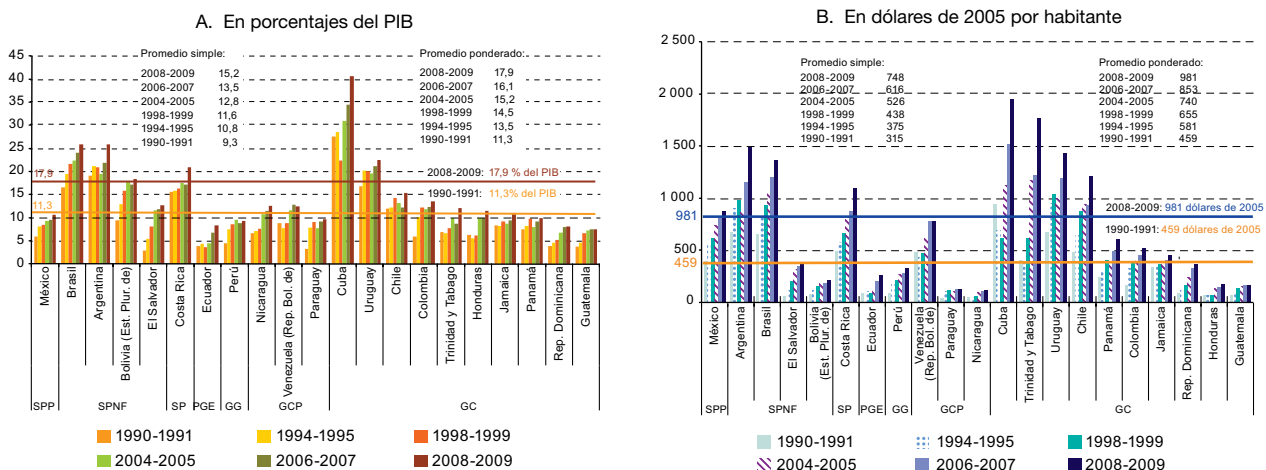 A. En porcentajes del PIB
45
40
35
30
25
20
15
10
5
0
17,9
11,3
Promedio simple:
2008-2009 15,2
2006-2007 13,5
2004-2005 12,8
1998-1999 11,6
1994-1995 10,8
1990-1991 9,3
Promedio ponderado:
2008-2009 17,9
2006-2007 16,1
2004-2005 15,2
1998-1999 14,5
1994-1995 13,5
1990-1991 11,3
2008-2009: 17,9 % del PIB
1990-1991: 11,3% del PIB
México
Brasil
Argentina
Bolivia (Est. Plur. de)
El Salvador
Costa Rica
Ecuador
Perú
Nicaragua
Venezuela (Rep. Bol. de)
Paraguay
Cuba
Uruguay
Chile
Colombia
Trinidad y Tabago
Honduras
Jamaica
Panamá
Rep. Dominicana
Guatemala
SPP SPNF SP PGE GG GCP GC
1990-1991 1994-1995 1998-1999
2004-2005 2006-2007 2008-2009
B. En dólares de 2005 por habitante
2 500
2 000
1 500
1 000
500
0
981
459
Promedio simple:
2008-2009 748
2006-2007 616
2004-2005 526
1998-1999 438
1994-1995 375
1990-1991 315
Promedio ponderado:
2008-2009 981
2006-2007 853
2004-2005 740
1998-1999 655
1994-1995 581
1990-1991 459
2008-2009: 981 dólares de 2005
1990-1991: 459 dólares de 2005
México
Argentina
Brasil
El Salvador
Bolivia
(Est. Plur. de)
Costa Rica
Ecuador
Perú
Venezuela
(Rep. Bol. de)
Paraguay
Nicaragua
Cuba
Trinidad y Tabago
Uruguay
Chile
Panamá
Colombia
Jamaica
Rep. Dominicana
Honduras
Guatemala
SPP SPNF SP PGE GG GCP GC
1990-1991 1994-1995 1998-1999
2004-2005 2006-2007 2008-2009